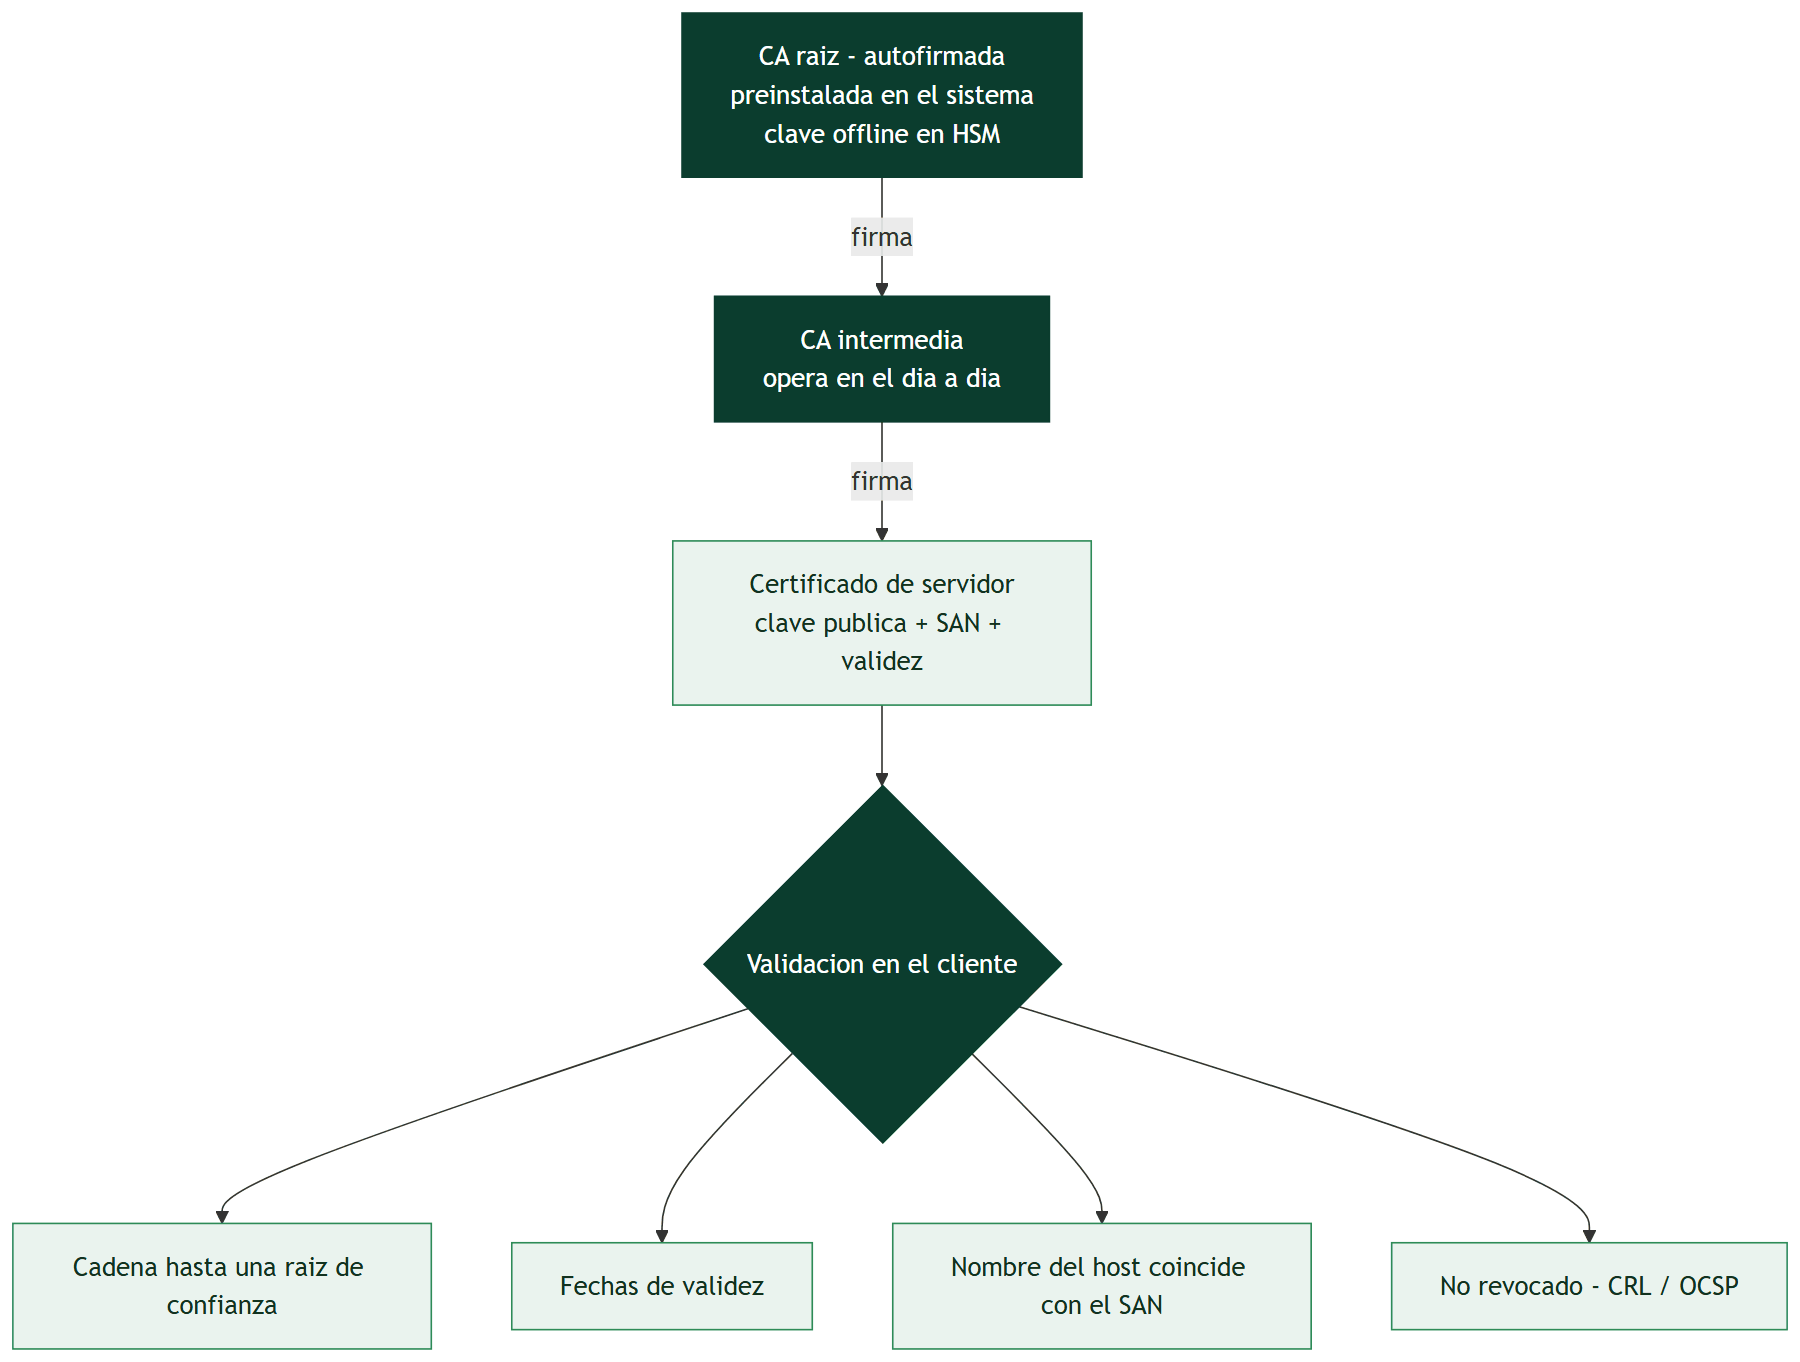 CA raiz - autofirmada
preinstalada en el sistema
clave offline en HSM
firma
CA intermedia
opera en el dia a dia
firma
Certificado de servidor
clave publica + SAN +
validez
Validacion en el cliente
Cadena hasta una raiz de
confianza
Fechas de validez
Nombre del host coincide
con el SAN
No revocado - CRL / OCSP